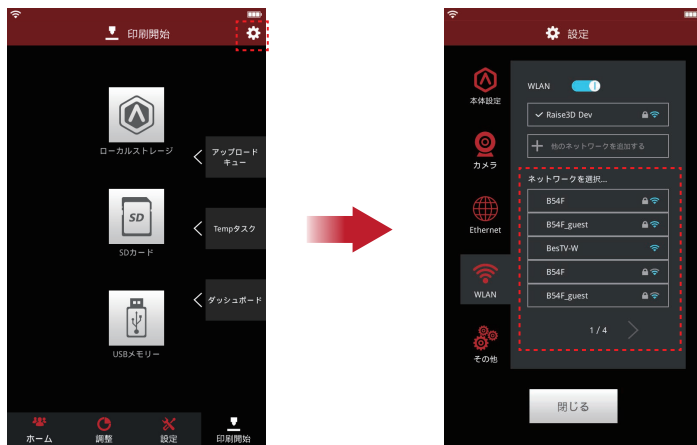 印刷開始
ローカルストレージ
アップロード
キュー
SD
SDカード
Tempタスク
ダッシュボード
USBメモリー
ホーム
調整
設定
印刷開始
設定
本体設定
カメラ
Ethernet
WLAN
その他
WLAN
Raise3D Dev
他のネットワークを追加する
ネットワークを選択...
B54F
B54F_guest
BesTV-W
B54F
B54F_guest
1 / 4
閉じる